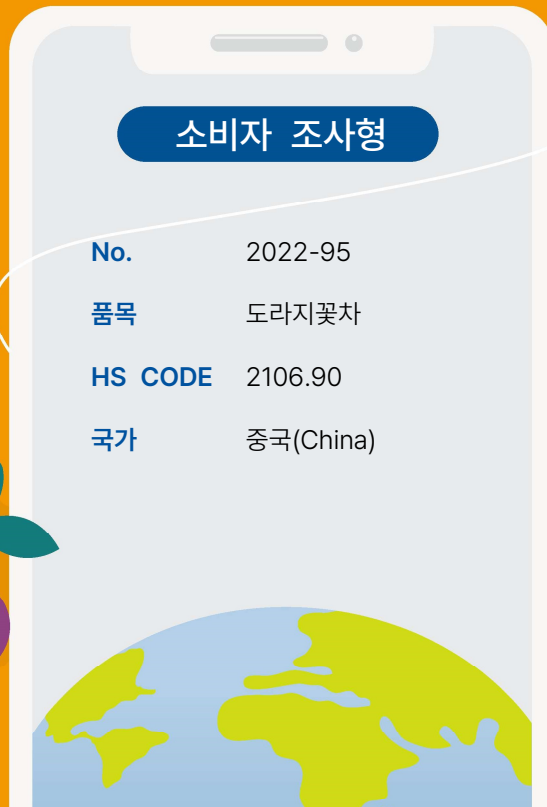 소비자 조사형
No. 2022-95
품목 도라지꽃차
HS CODE 2106.90
국가 중국(China)